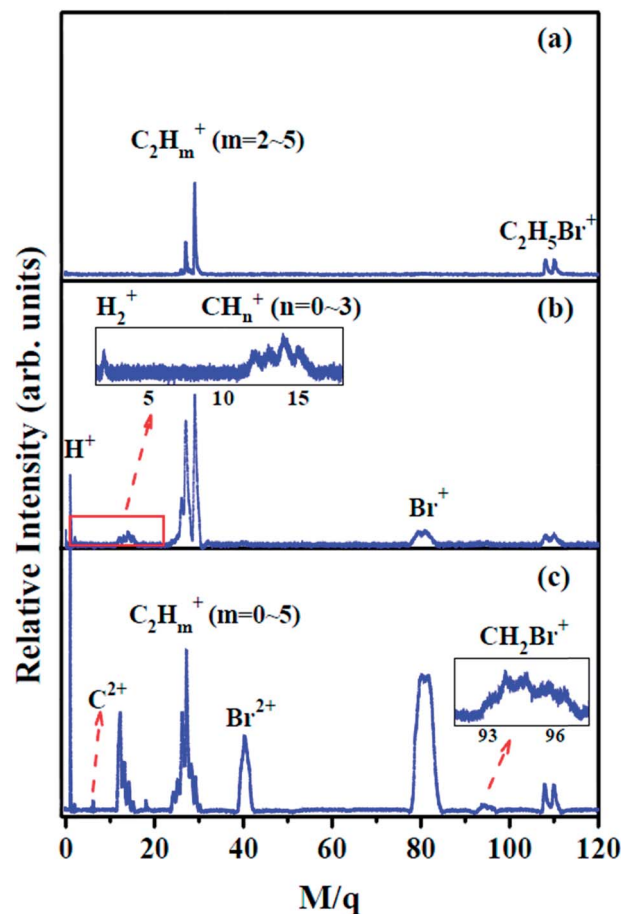 (a)
C₂Hₘ⁺ (m=2~5)
C₂H₅Br⁺
(b)
H₂⁺ CHₙ⁺ (n=0~3)
5 10 15
H⁺
Br⁺
(c)
C₂Hₘ⁺ (m=0~5)
CH₂Br⁺
C²⁺
Br²⁺
93 96
0 20 40 60 80 100 120
M/q
Relative Intensity (arb. units)